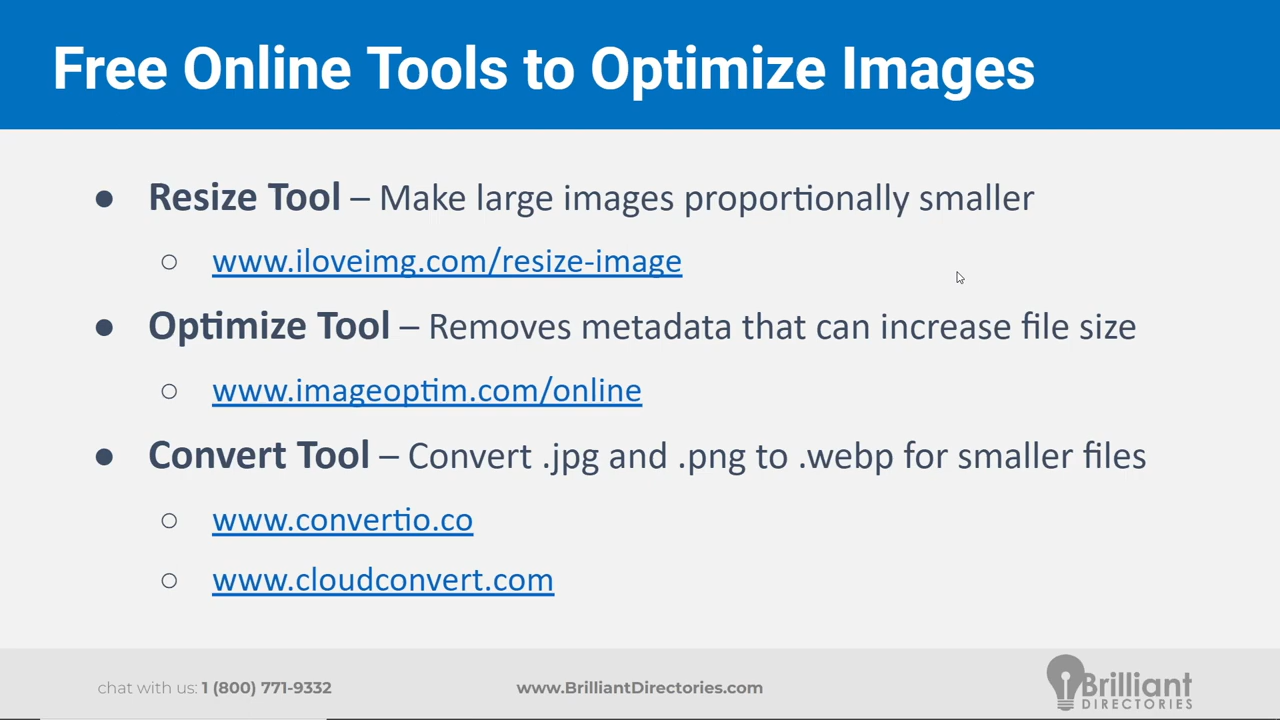 Free Online Tools to Optimize Images
● Resize Tool – Make large images proportionally smaller
○ www.iloveimg.com/resize-image
● Optimize Tool – Removes metadata that can increase file size
○ www.imageoptim.com/online
● Convert Tool – Convert .jpg and .png to .webp for smaller files
○ www.convertio.co
○ www.cloudconvert.com
chat with us: 1 (800) 771-9332
www.BrilliantDirectories.com
Brilliant
DIRECTORIES